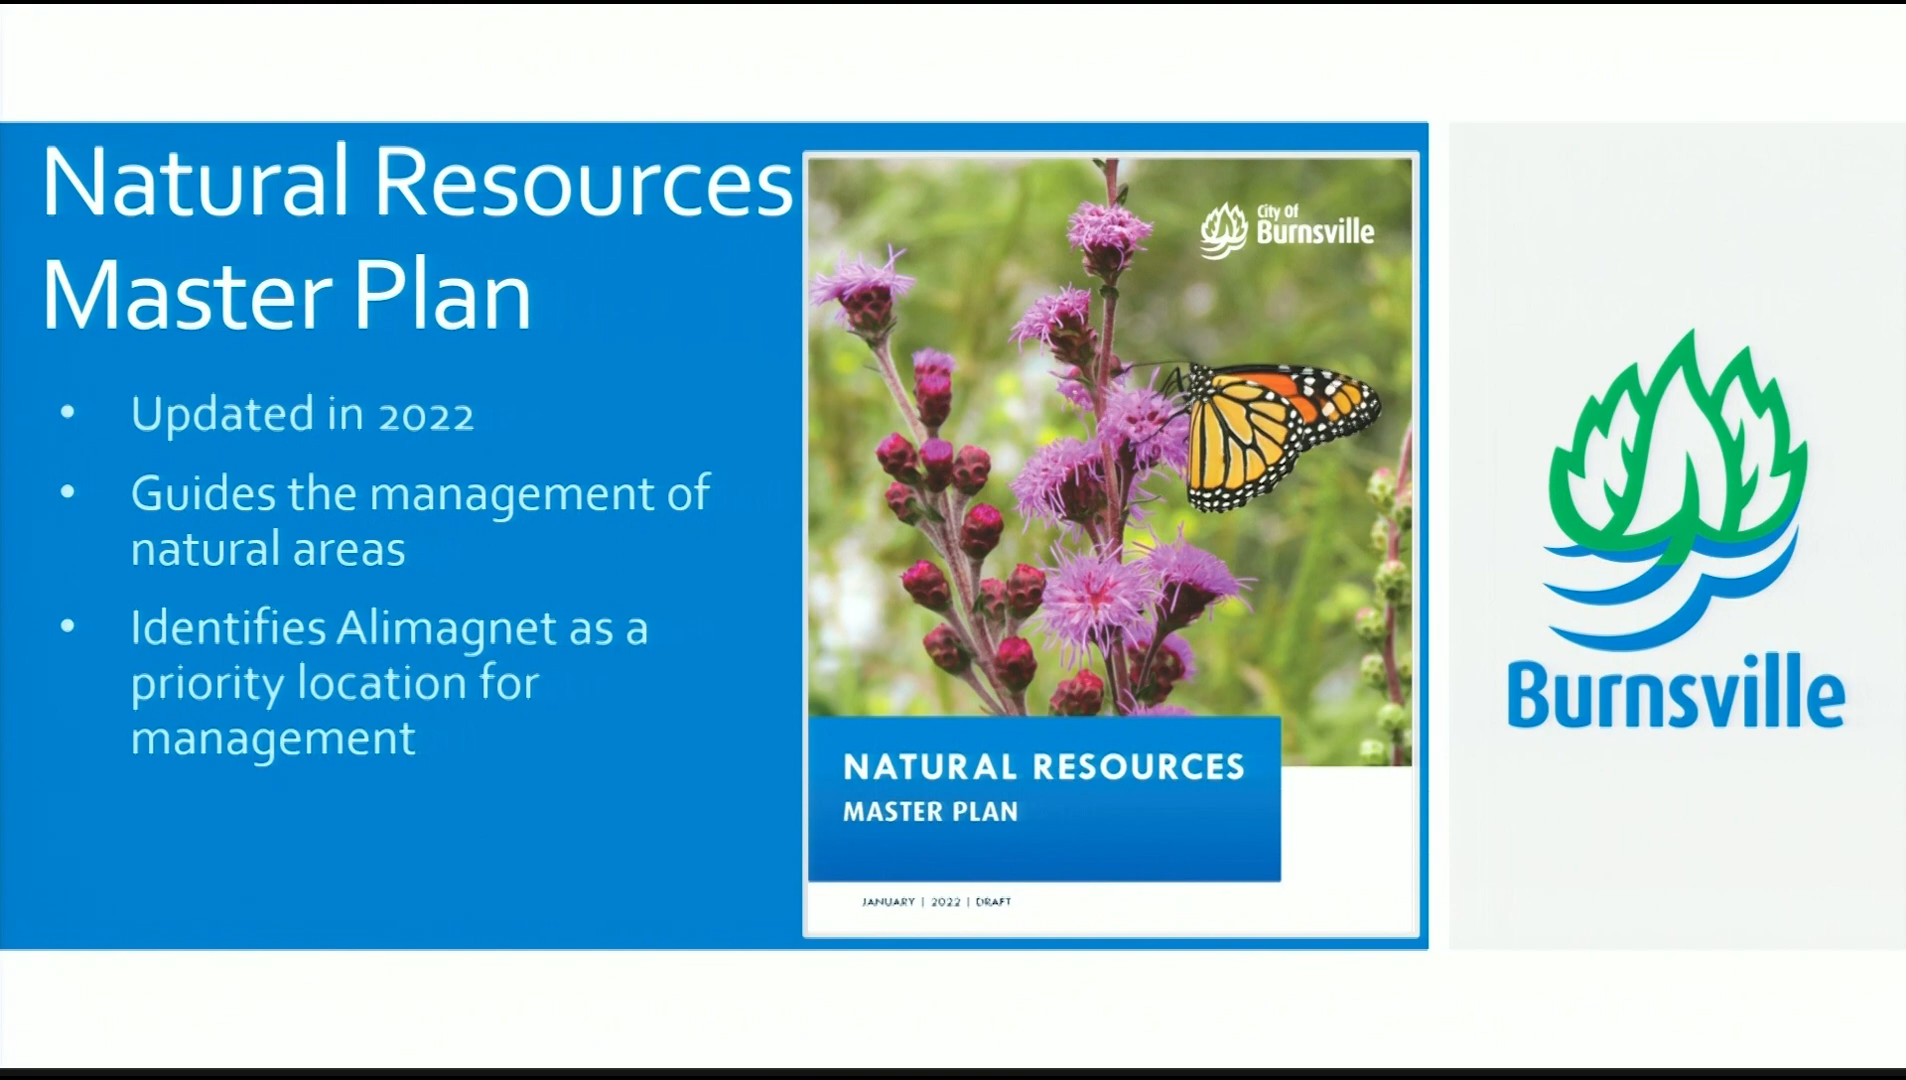 Natural Resources
Master Plan
• Updated in 2022
• Guides the management of
natural areas
• Identifies Alimagnet as a
priority location for
management
City Of
Burnsville
NATURAL RESOURCES
MASTER PLAN
JANUARY | 2022 | DRAFT
Burnsville